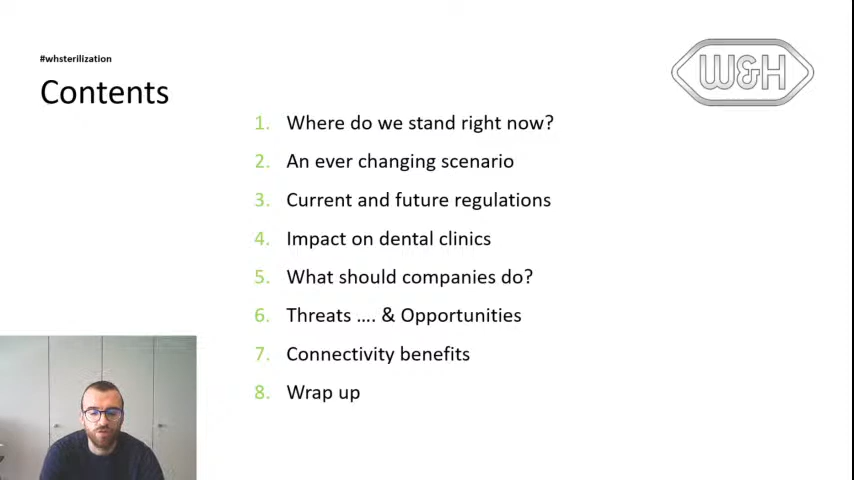 #whsterilization
Contents
W&H
1. Where do we stand right now?
2. An ever changing scenario
3. Current and future regulations
4. Impact on dental clinics
5. What should companies do?
6. Threats .... & Opportunities
7. Connectivity benefits
8. Wrap up